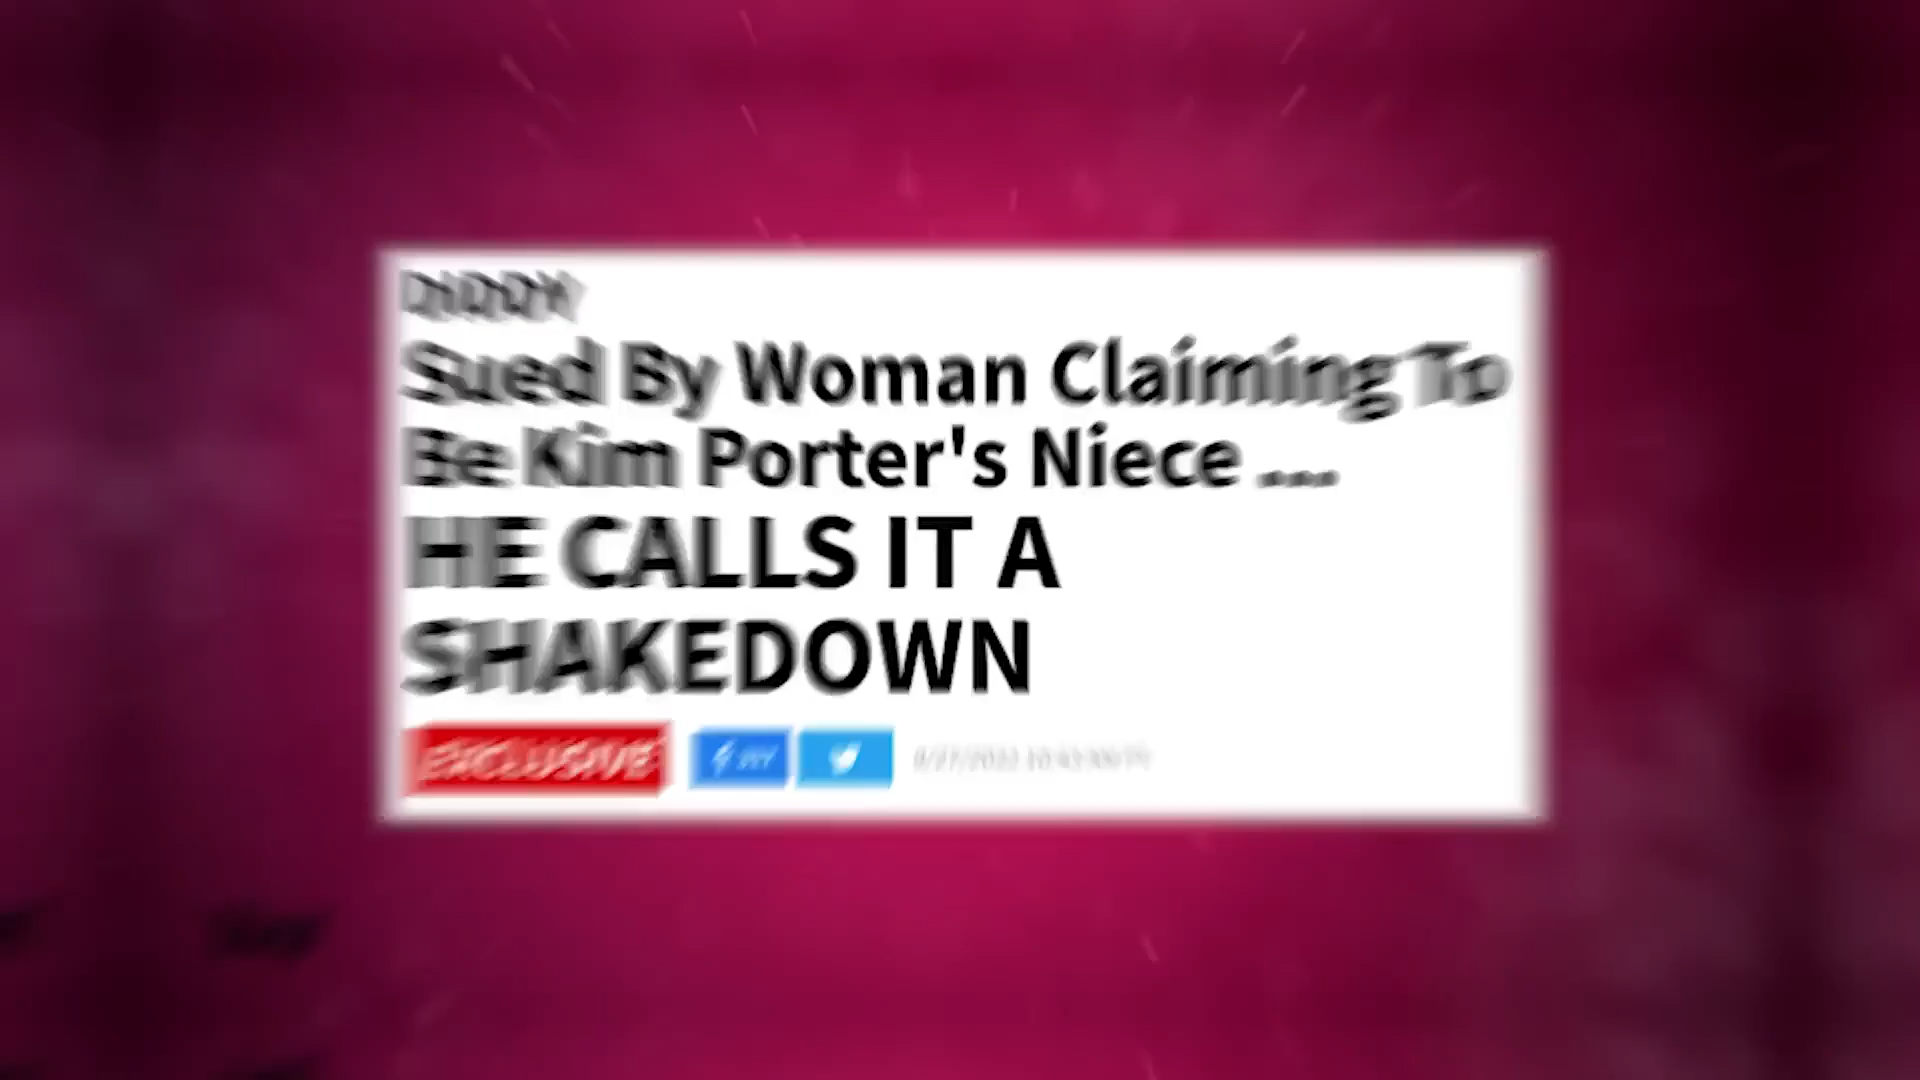 DIDDY
Sued By Woman Claiming To
Be Kim Porter's Niece ...
HE CALLS IT A
SHAKEDOWN
EXCLUSIVE